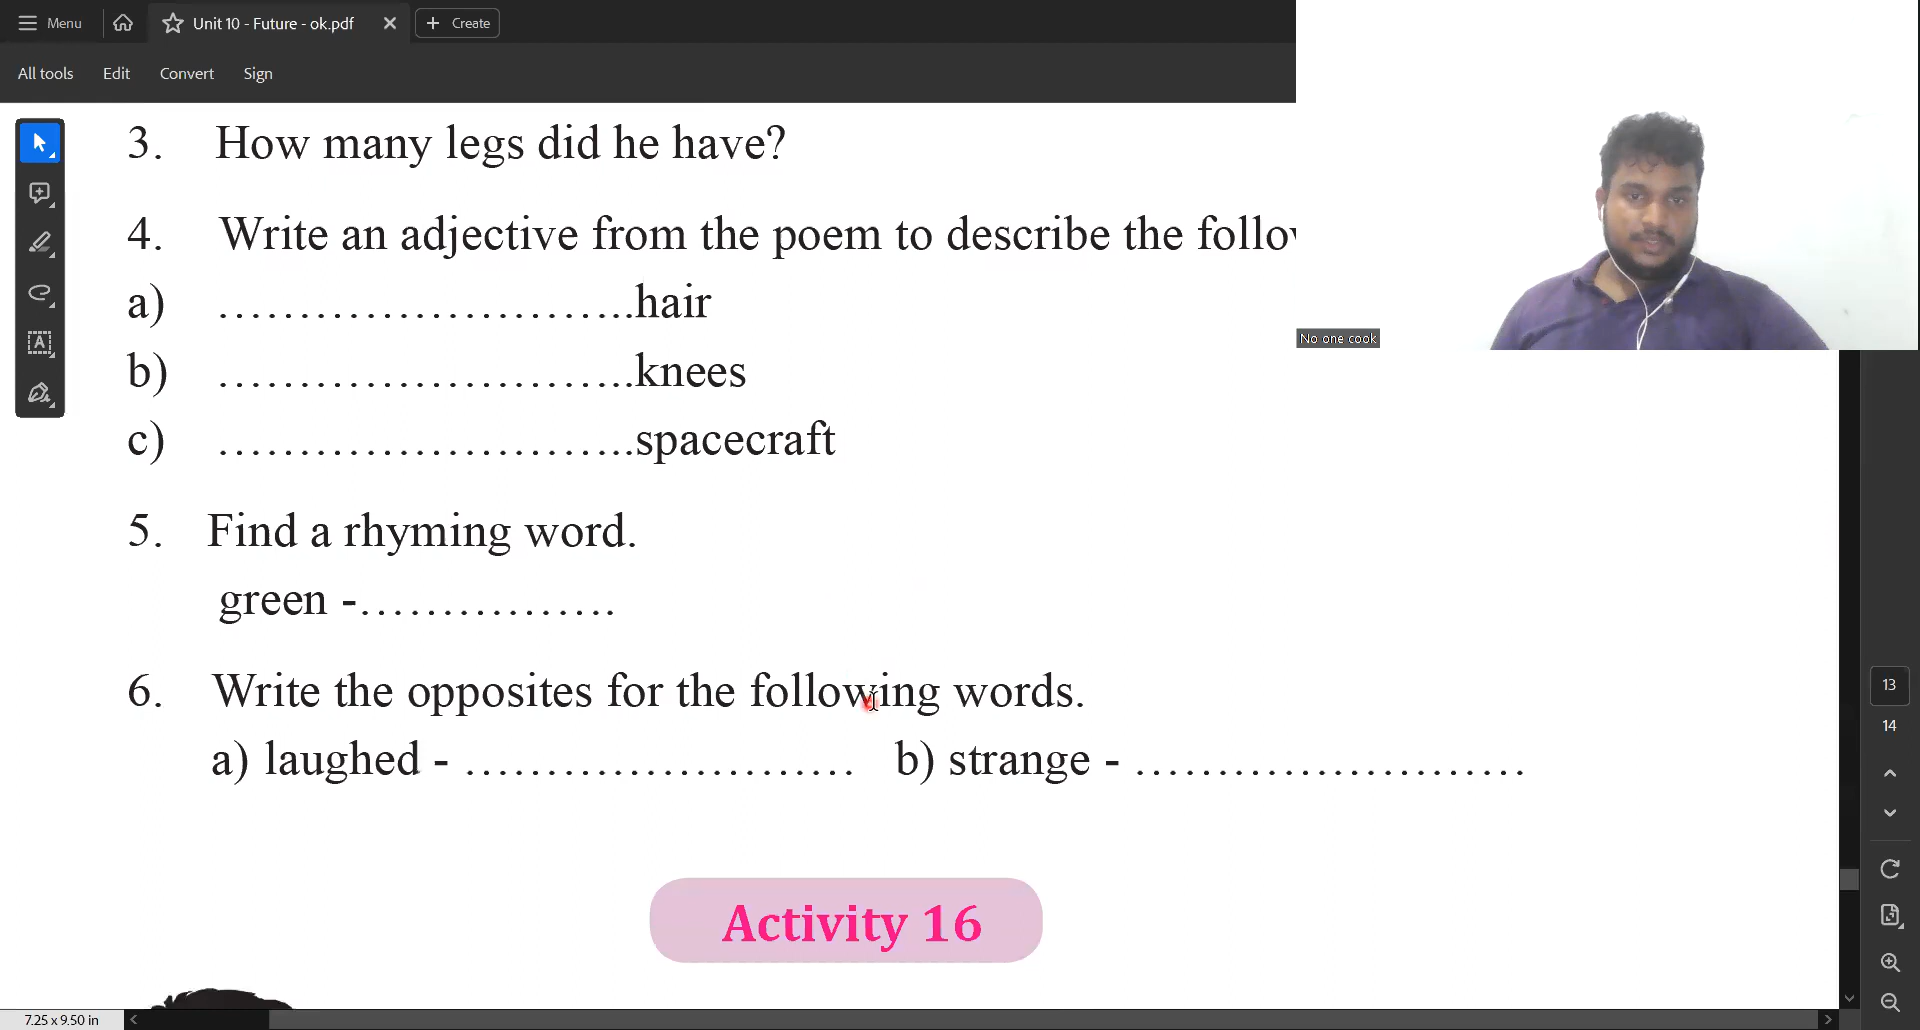 Menu
Unit 10 - Future - ok.pdf
Create
All tools
Edit
Convert
Sign
3. How many legs did he have?
4. Write an adjective from the poem to describe the
a) ..........................hair
b) ..........................knees
c) ..........................spacecraft
5. Find a rhyming word.
green -................
6. Write the opposites for the following words.
a) laughed - ........................ b) strange - ........................
Activity 16
No one cook
13
14
7.25 x 9.50 in